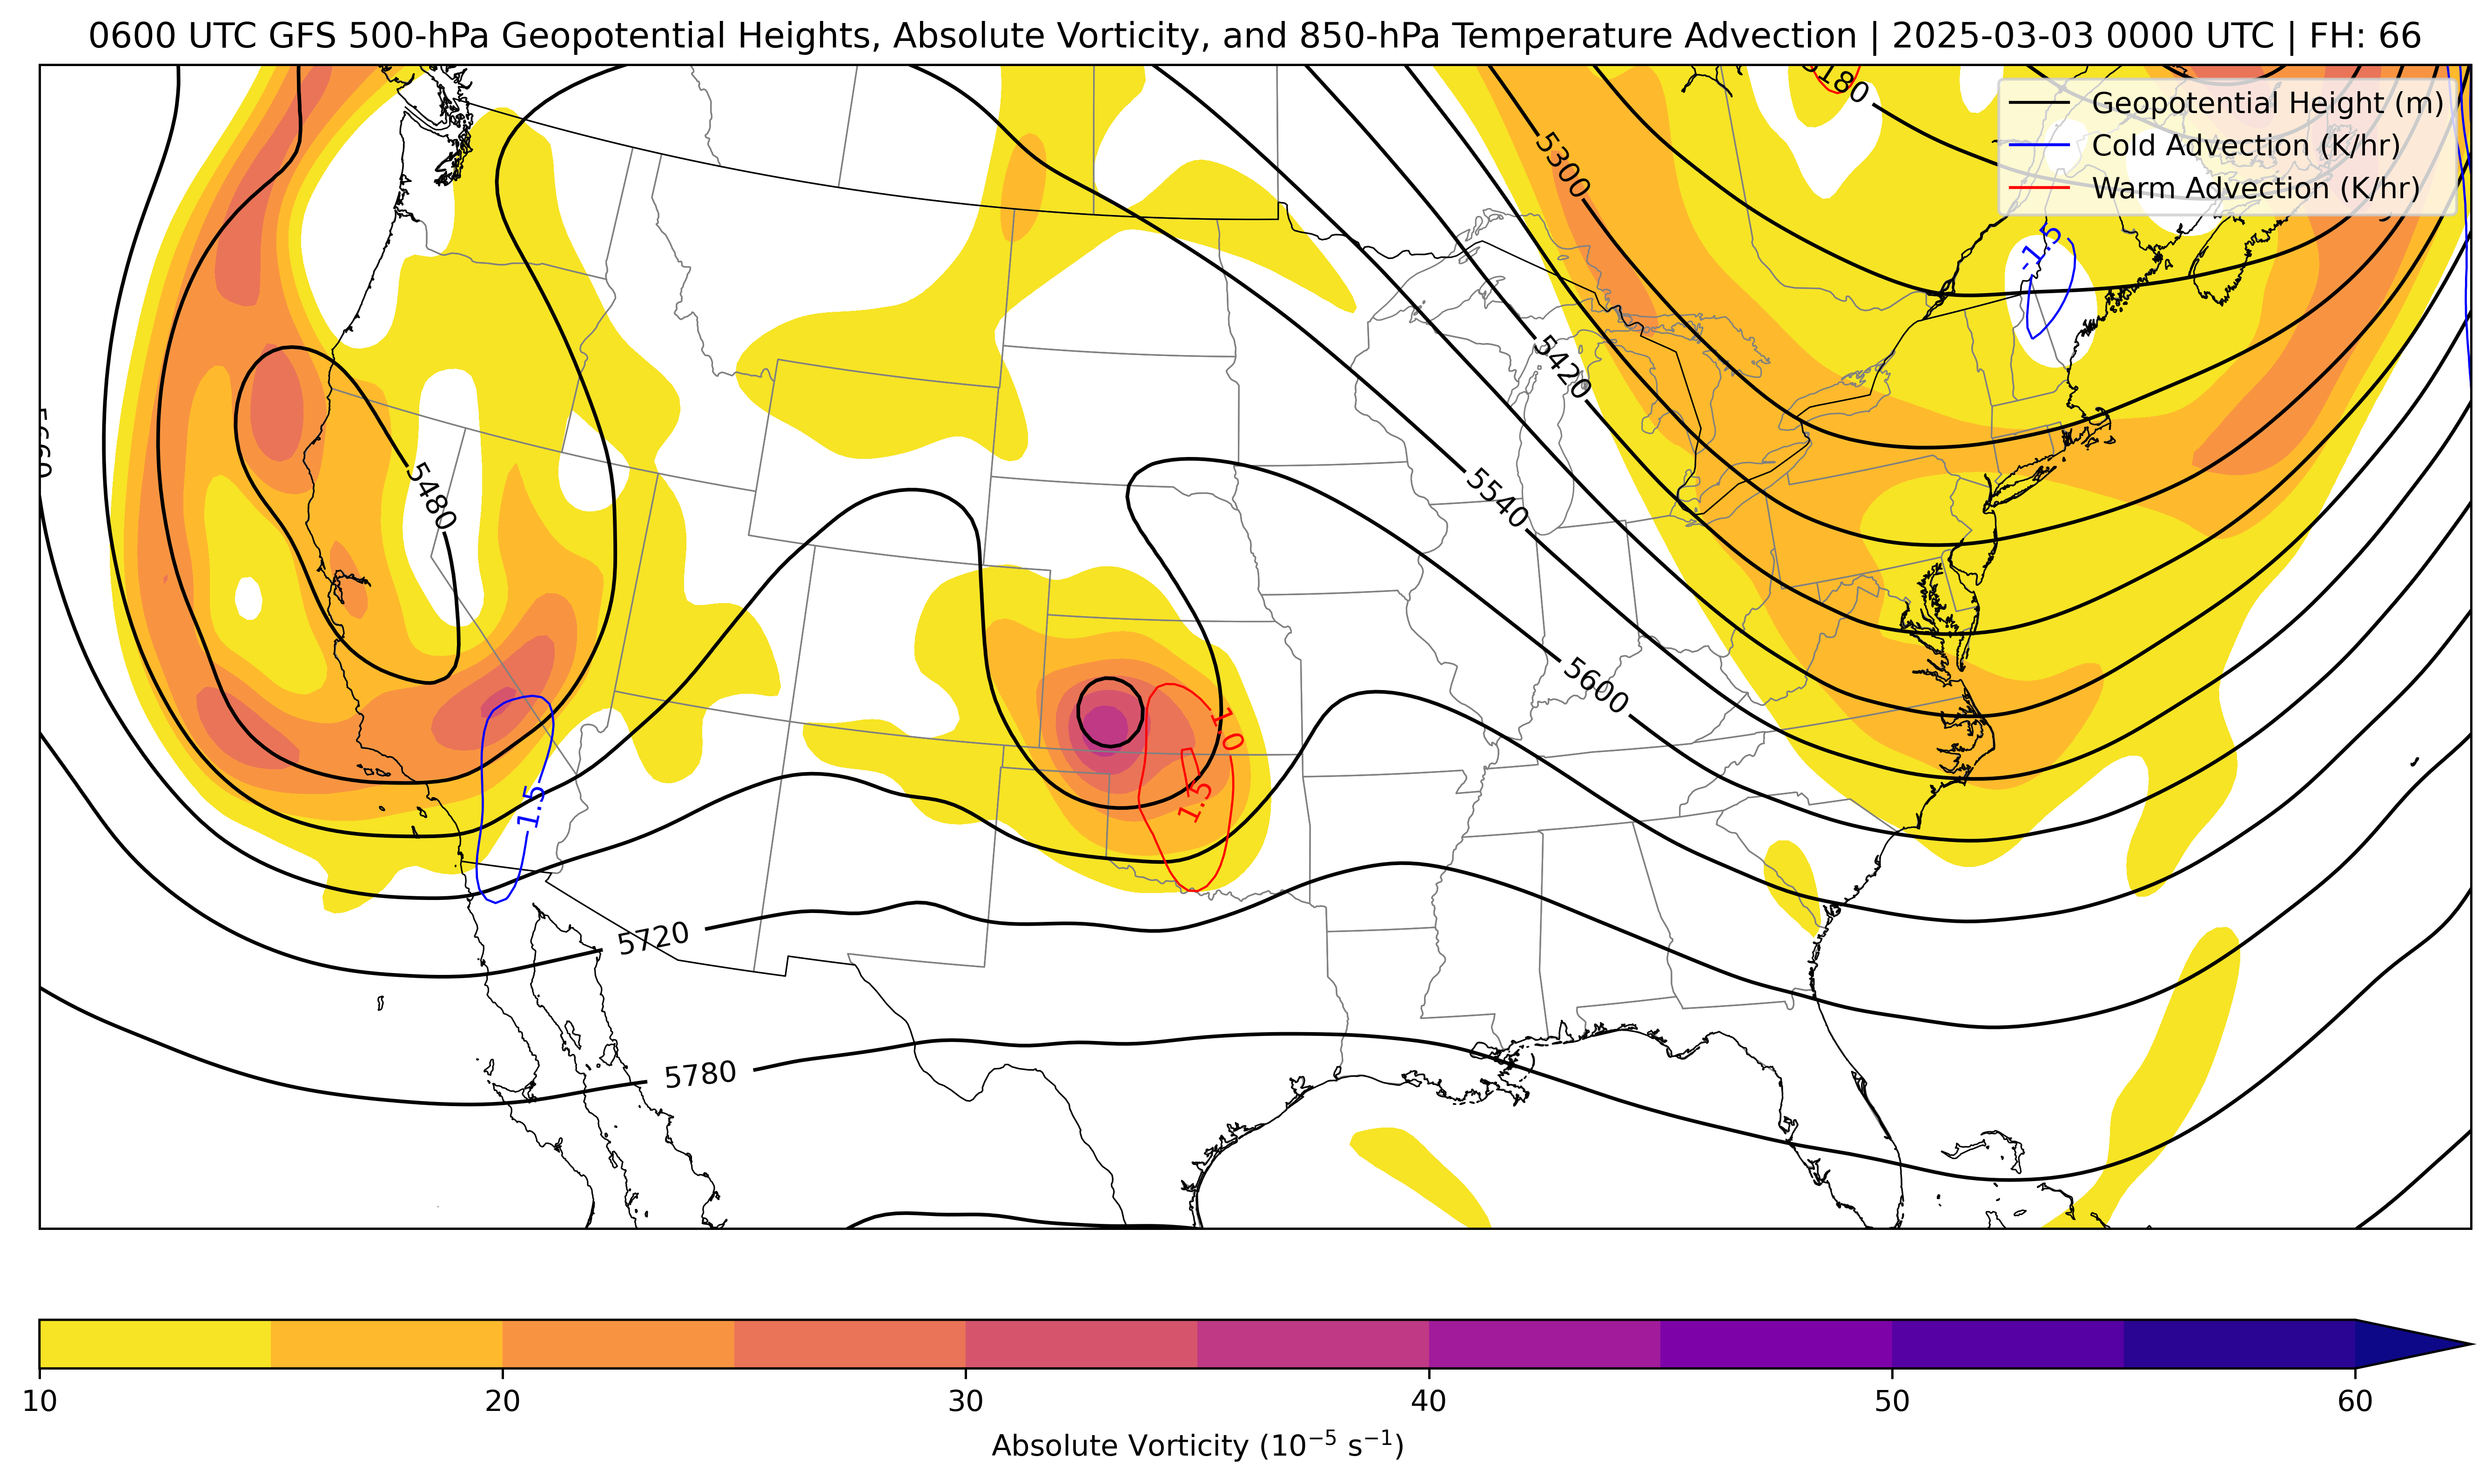 0600 UTC GFS 500-hPa Geopotential Heights, Absolute Vorticity, and 850-hPa Temperature Advection | 2025-03-03 0000 UTC | FH: 66
5180
Geopotential Height (m)
Cold Advection (K/hr)
Warm Advection (K/hr)
5300
-1.5
5420
5660
5480
5540
5600
1.0
1.5
-1.5
5720
5780
10 20 30 40 50 60
Absolute Vorticity (10⁻⁵ s⁻¹)